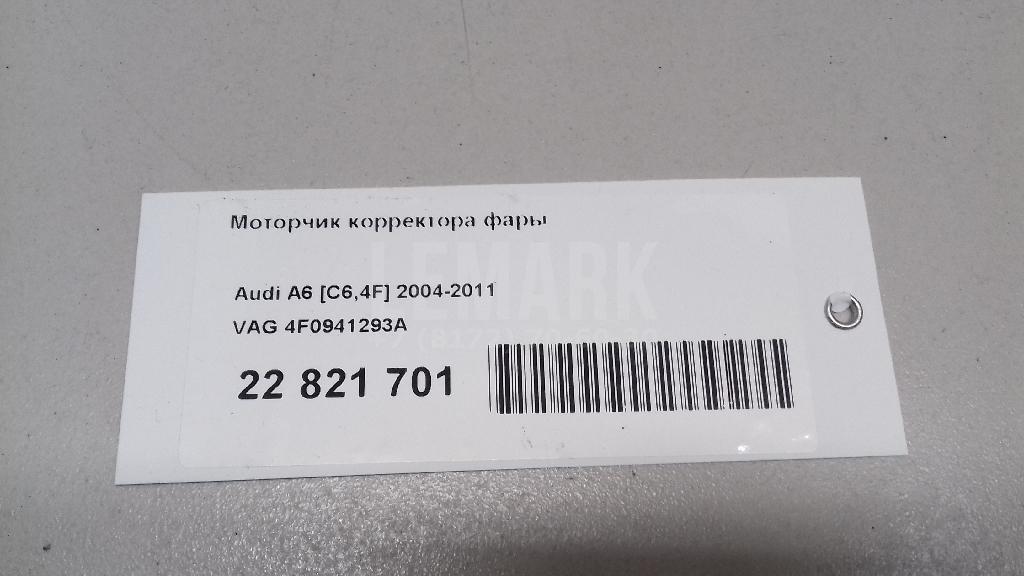 Моторчик корректора фары
LEMARK
Audi A6 [C6,4F] 2004-2011
VAG 4F0941293A
22 821 701